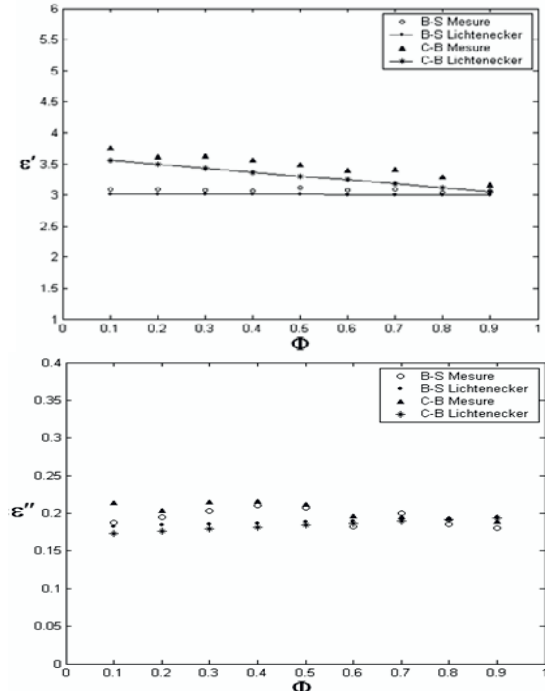 6
5.5
5
4.5
4
3.5
3
2.5
2
1.5
1
ε′
B-S Mesure
B-S Lichtenecker
C-B Mesure
C-B Lichtenecker
0 0.1 0.2 0.3 0.4 0.5 0.6 0.7 0.8 0.9 1
Φ
0.4
0.35
0.3
0.25
0.2
0.15
0.1
0.05
0
ε″
B-S Mesure
B-S Lichtenecker
C-B Mesure
C-B Lichtenecker
0 0.1 0.2 0.3 0.4 0.5 0.6 0.7 0.8 0.9 1
Φ